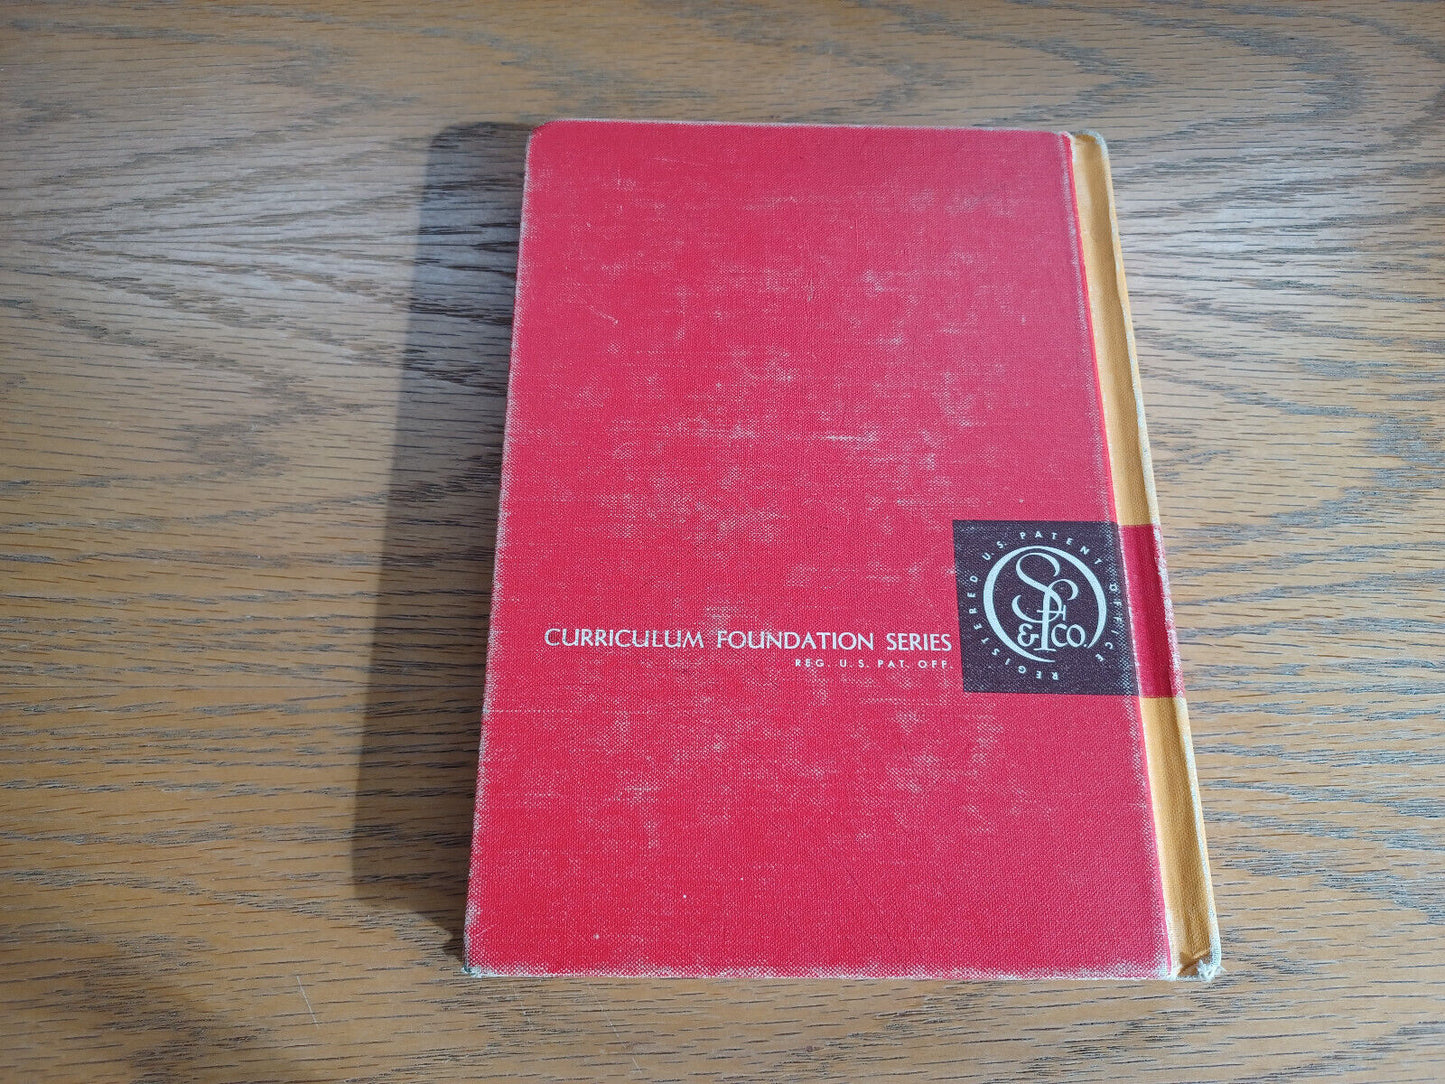 CURRICULUM FOUNDATION SERIES
REG. U.S. PAT. OFF.
REGISTERED U.S. PATENT OFFICE
SF & CO.